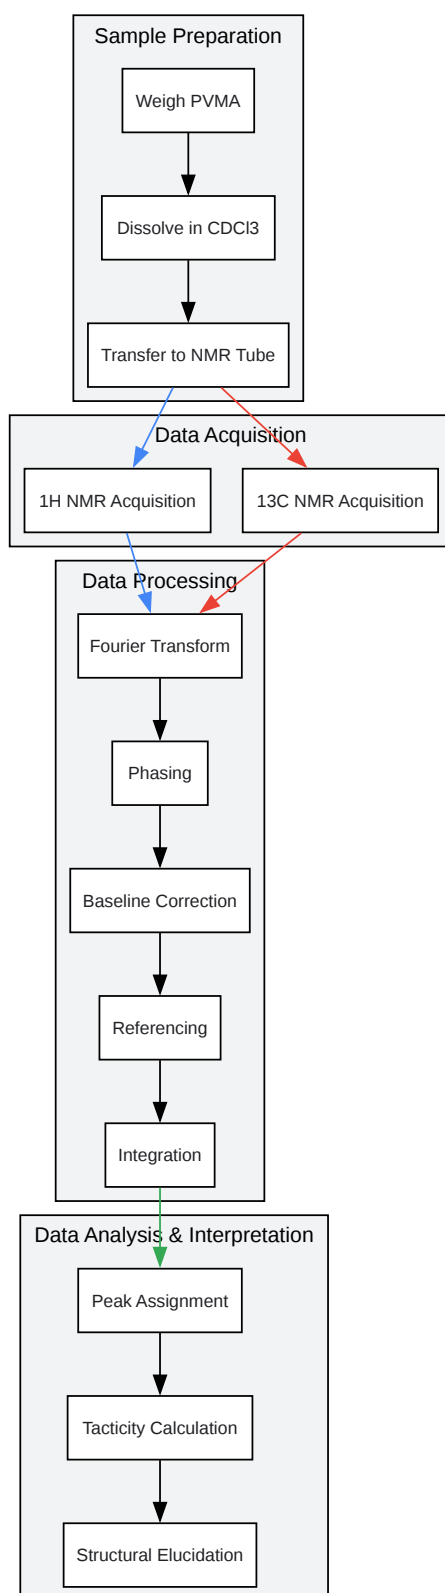 Sample Preparation
Weigh PVMA
Dissolve in CDCl3
Transfer to NMR Tube
Data Acquisition
1H NMR Acquisition
13C NMR Acquisition
Data Processing
Fourier Transform
Phasing
Baseline Correction
Referencing
Integration
Data Analysis & Interpretation
Peak Assignment
Tacticity Calculation
Structural Elucidation